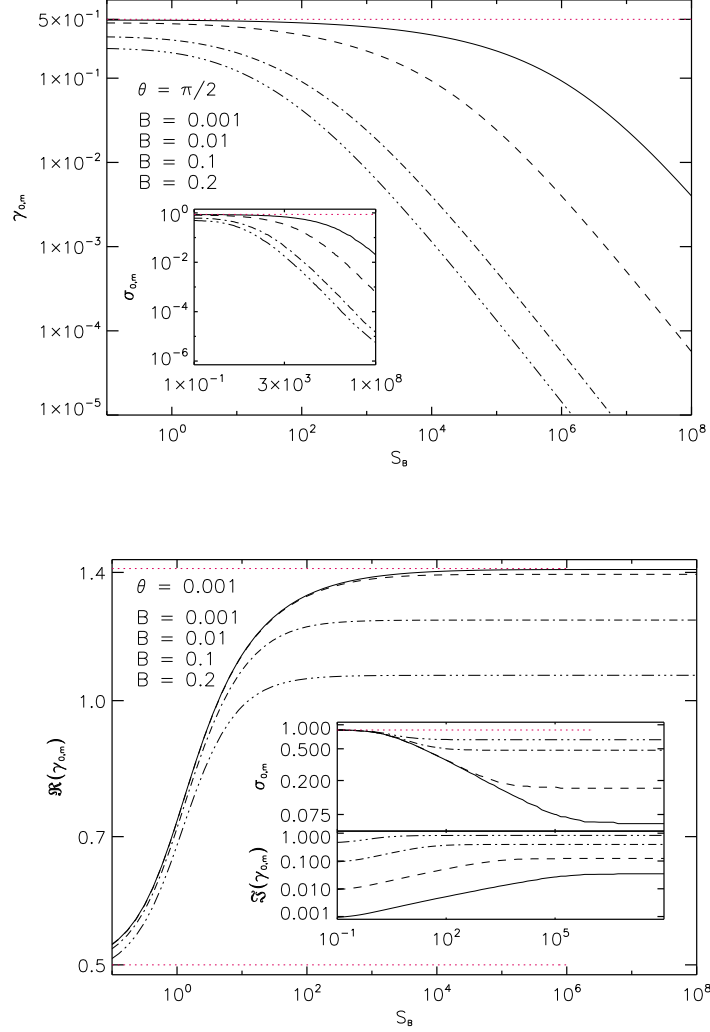 5×10⁻¹
1×10⁻¹
1×10⁻²
1×10⁻³
1×10⁻⁴
1×10⁻⁵
γ₀,ₘ
θ = π/2
B = 0.001
B = 0.01
B = 0.1
B = 0.2
10⁰
10⁻²
10⁻⁴
10⁻⁶
σ₀,ₘ
1×10⁻¹ 3×10³ 1×10⁸
10⁰ 10² 10⁴ 10⁶ 10⁸
S_B
1.4
1.0
0.7
0.5
ℜ(γ₀,ₘ)
θ = 0.001
B = 0.001
B = 0.01
B = 0.1
B = 0.2
1.000
0.500
0.200
0.075
σ₀,ₘ
1.000
0.100
0.010
0.001
ℑ(γ₀,ₘ)
10⁻¹ 10² 10⁵
10⁰ 10² 10⁴ 10⁶ 10⁸
S_B